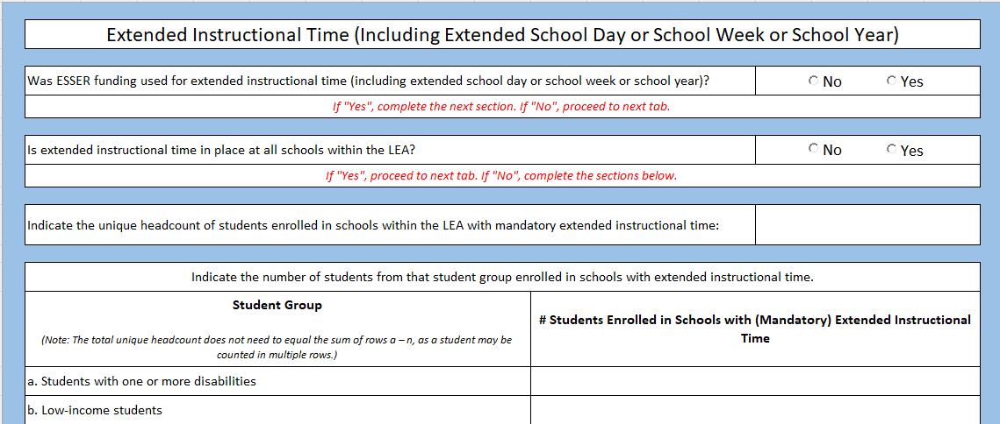 Extended Instructional Time (Including Extended School Day or School Week or School Year)
Was ESSER funding used for extended instructional time (including extended school day or school week or school year)?
No
Yes
If "Yes", complete the next section. If "No", proceed to next tab.
Is extended instructional time in place at all schools within the LEA?
No
Yes
If "Yes", proceed to next tab. If "No", complete the sections below.
Indicate the unique headcount of students enrolled in schools within the LEA with mandatory extended instructional time:
Indicate the number of students from that student group enrolled in schools with extended instructional time.
Student Group
(Note: The total unique headcount does not need to equal the sum of rows a – n, as a student may be
counted in multiple rows.)
# Students Enrolled in Schools with (Mandatory) Extended Instructional
Time
a. Students with one or more disabilities
b. Low-income students